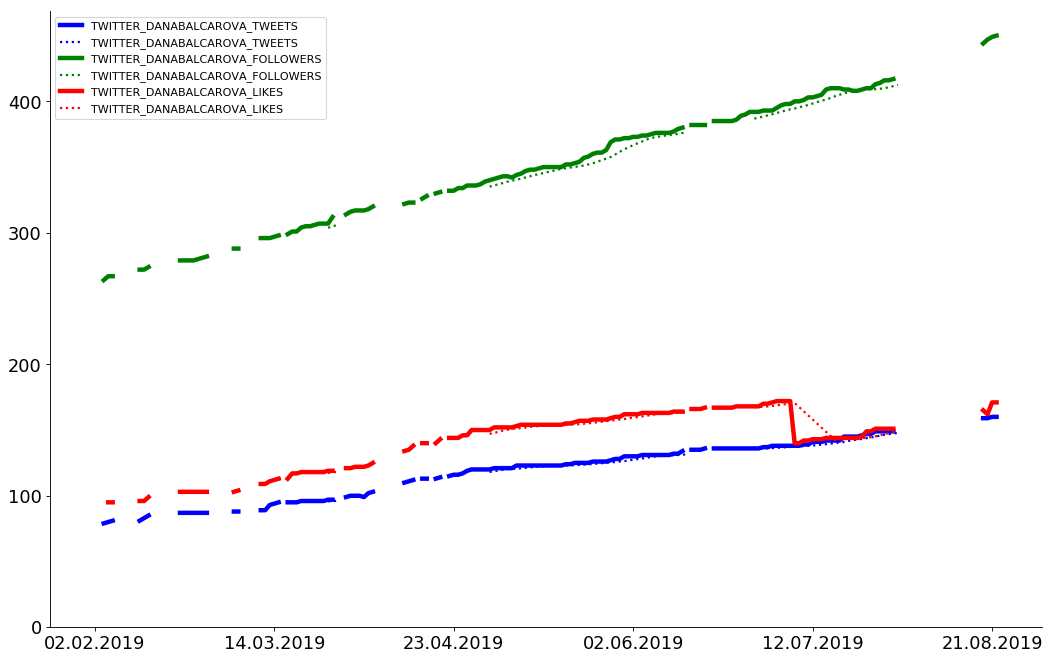 TWITTER_DANABALCAROVA_TWEETS
TWITTER_DANABALCAROVA_TWEETS
TWITTER_DANABALCAROVA_FOLLOWERS
TWITTER_DANABALCAROVA_FOLLOWERS
TWITTER_DANABALCAROVA_LIKES
TWITTER_DANABALCAROVA_LIKES
400
300
200
100
0
02.02.2019 14.03.2019 23.04.2019 02.06.2019 12.07.2019 21.08.2019